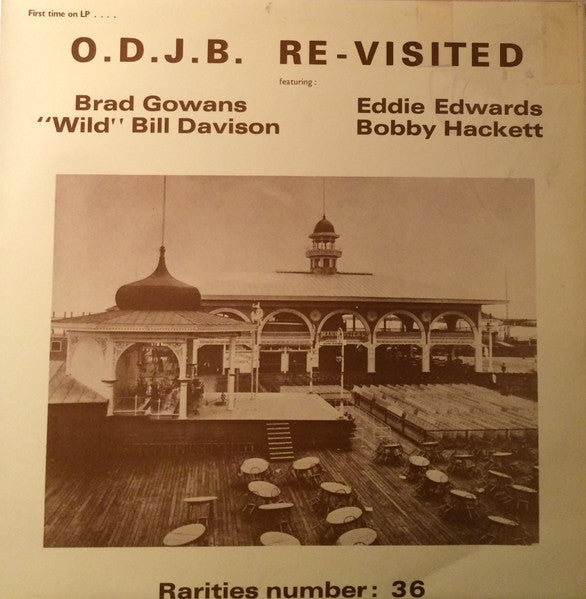 First time on LP . . . .
O.D.J.B. RE-VISITED
featuring:
Brad Gowans
Eddie Edwards
"Wild" Bill Davison
Bobby Hackett
Rarities number: 36